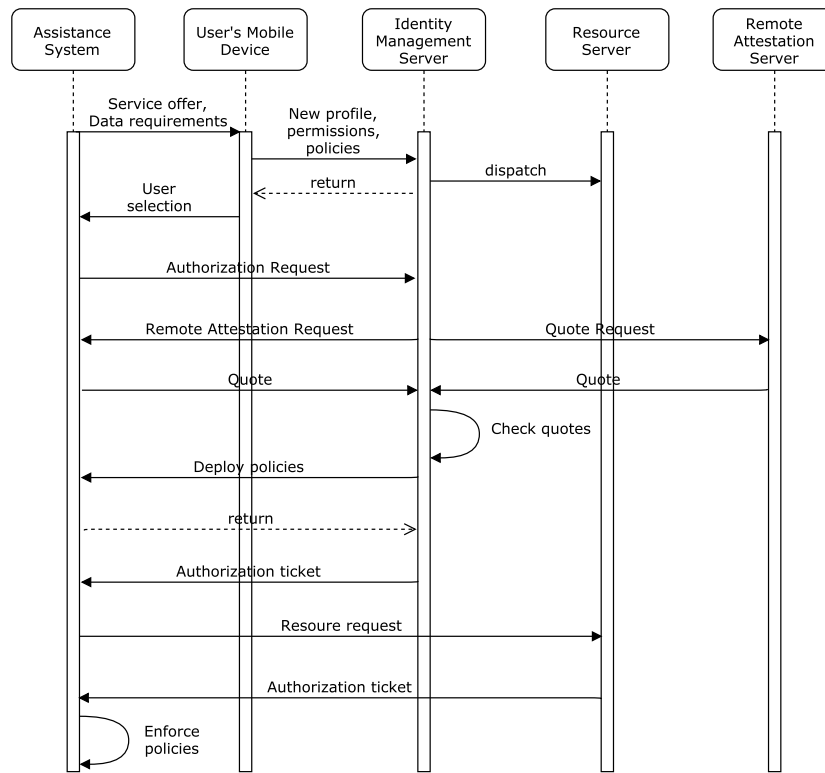 Assistance
System
User's Mobile
Device
Identity
Management
Server
Resource
Server
Remote
Attestation
Server
Service offer,
Data requirements
New profile,
permissions,
policies
dispatch
return
User
selection
Authorization Request
Remote Attestation Request
Quote Request
Quote
Quote
Check quotes
Deploy policies
return
Authorization ticket
Resoure request
Authorization ticket
Enforce
policies